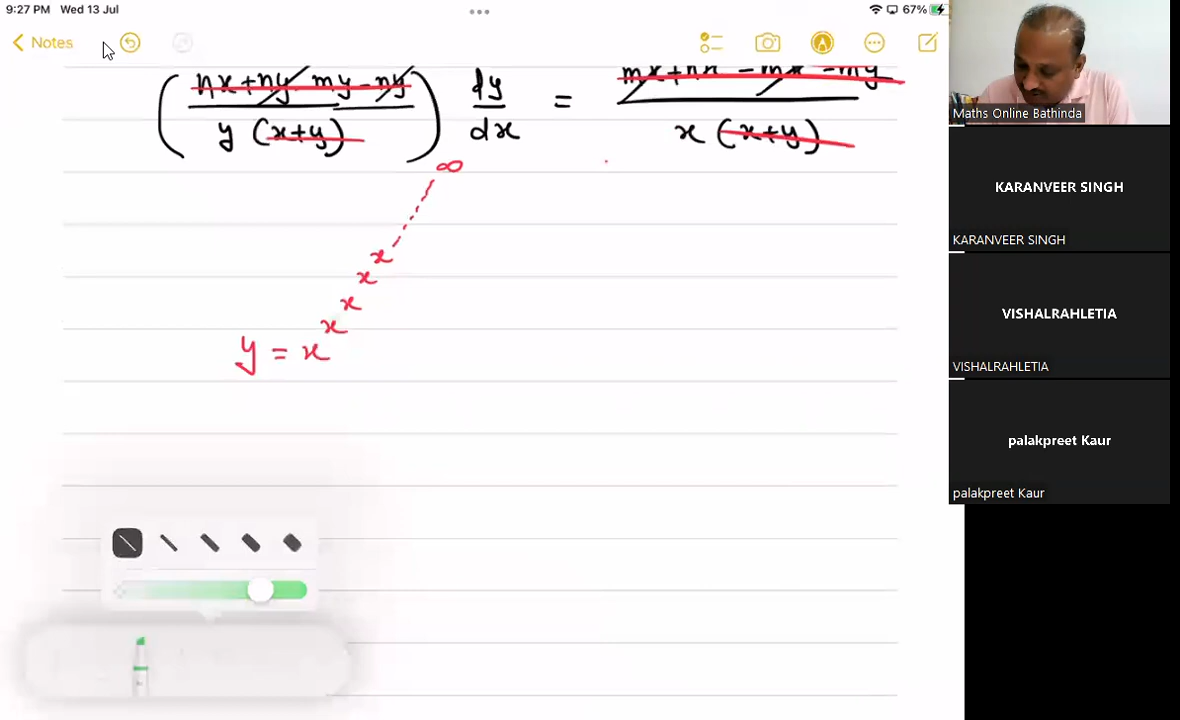 9:27 PM Wed 13 Jul
67%
Notes
( nx + ny - my - ny / y (x+y) ) dy/dx = mx + nx - mx - my / x (x+y)
y = x^x^x^x^x^...^∞
Maths Online Bathinda
KARANVEER SINGH
KARANVEER SINGH
VISHALRAHLETIA
VISHALRAHLETIA
palakpreet Kaur
palakpreet Kaur